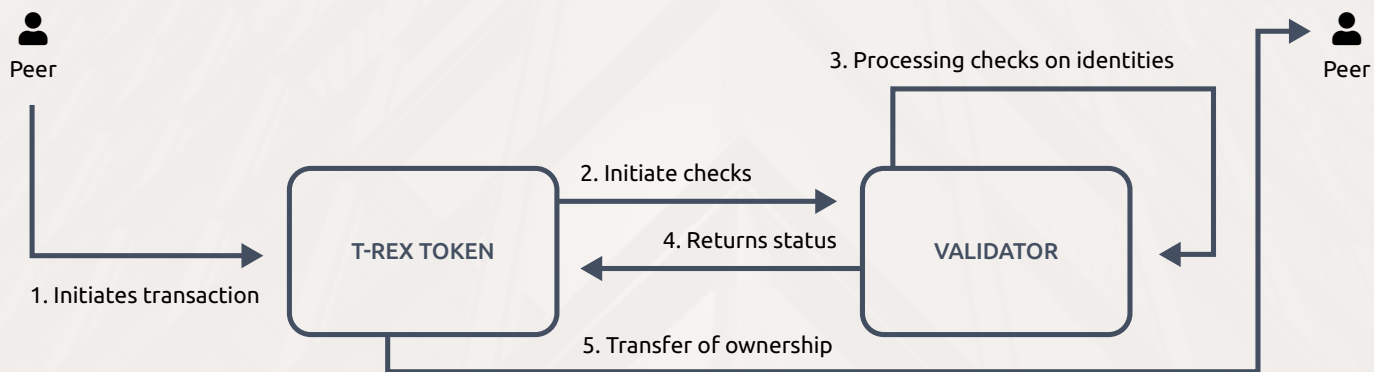 Peer
Peer
3. Processing checks on identities
2. Initiate checks
T-REX TOKEN
4. Returns status
VALIDATOR
1. Initiates transaction
5. Transfer of ownership